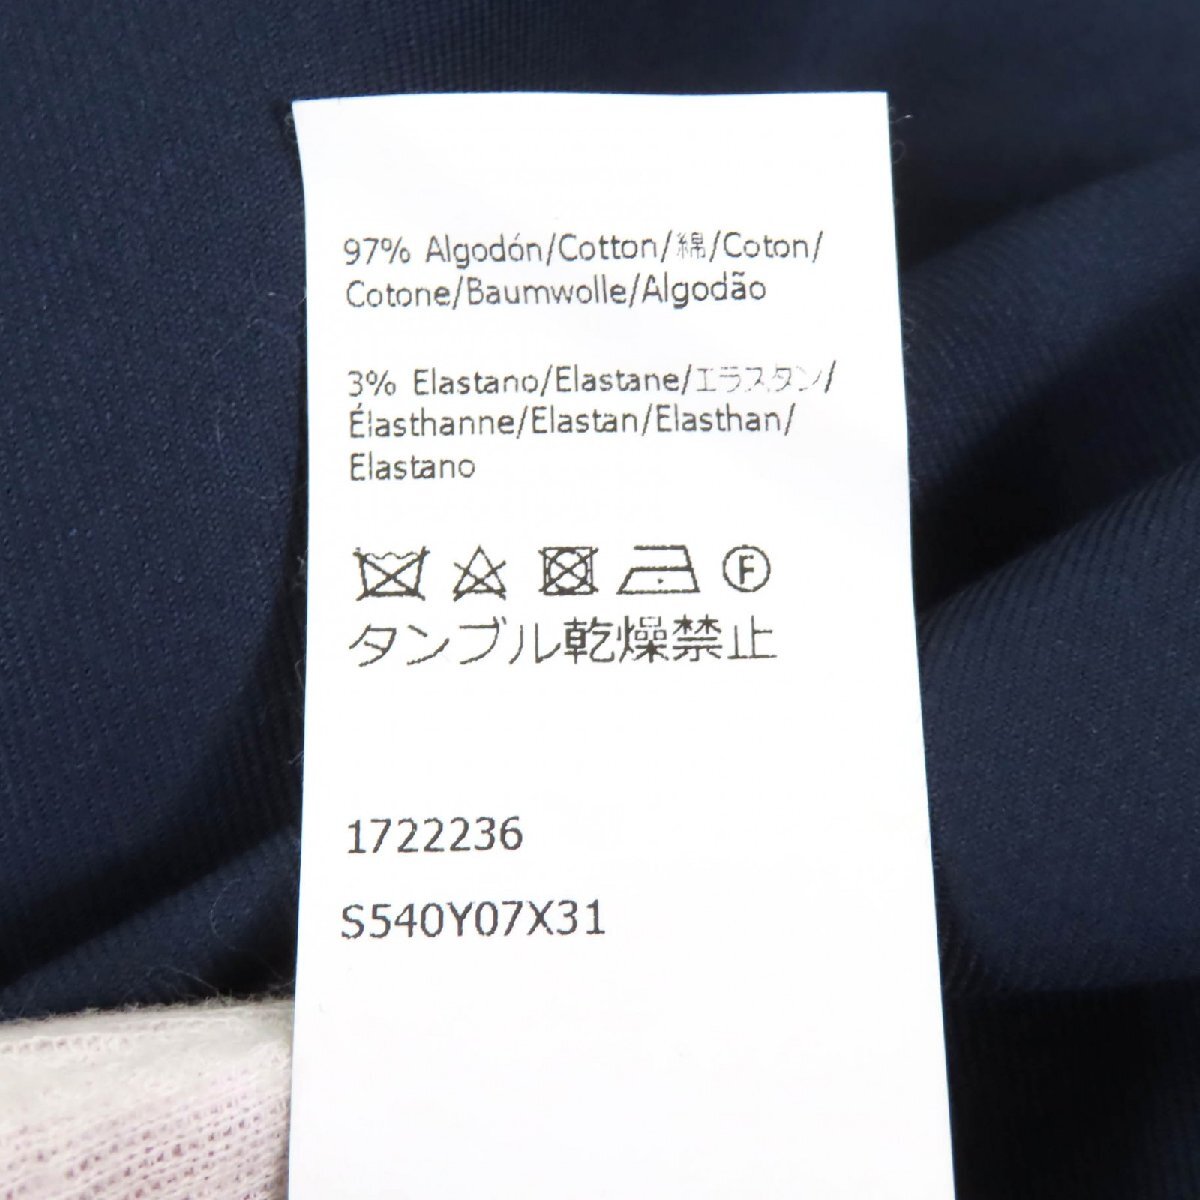 97% Algodón/Cotton/綿/Coton/
Cotone/Baumwolle/Algodão
3% Elastano/Elastane/エラスタン/
Élasthanne/Elastan/Elasthan/
Elastano
F
タンブル乾燥禁止
1722236
S540Y07X31